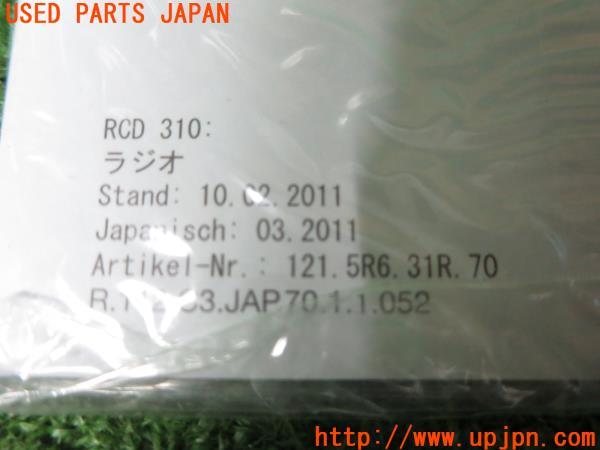 USED PARTS JAPAN
RCD 310:
ラジオ
Stand: 10.02.2011
Japanisch: 03.2011
Artikel-Nr.: 121.5R6.31R.70
http://www.upjpn.com/